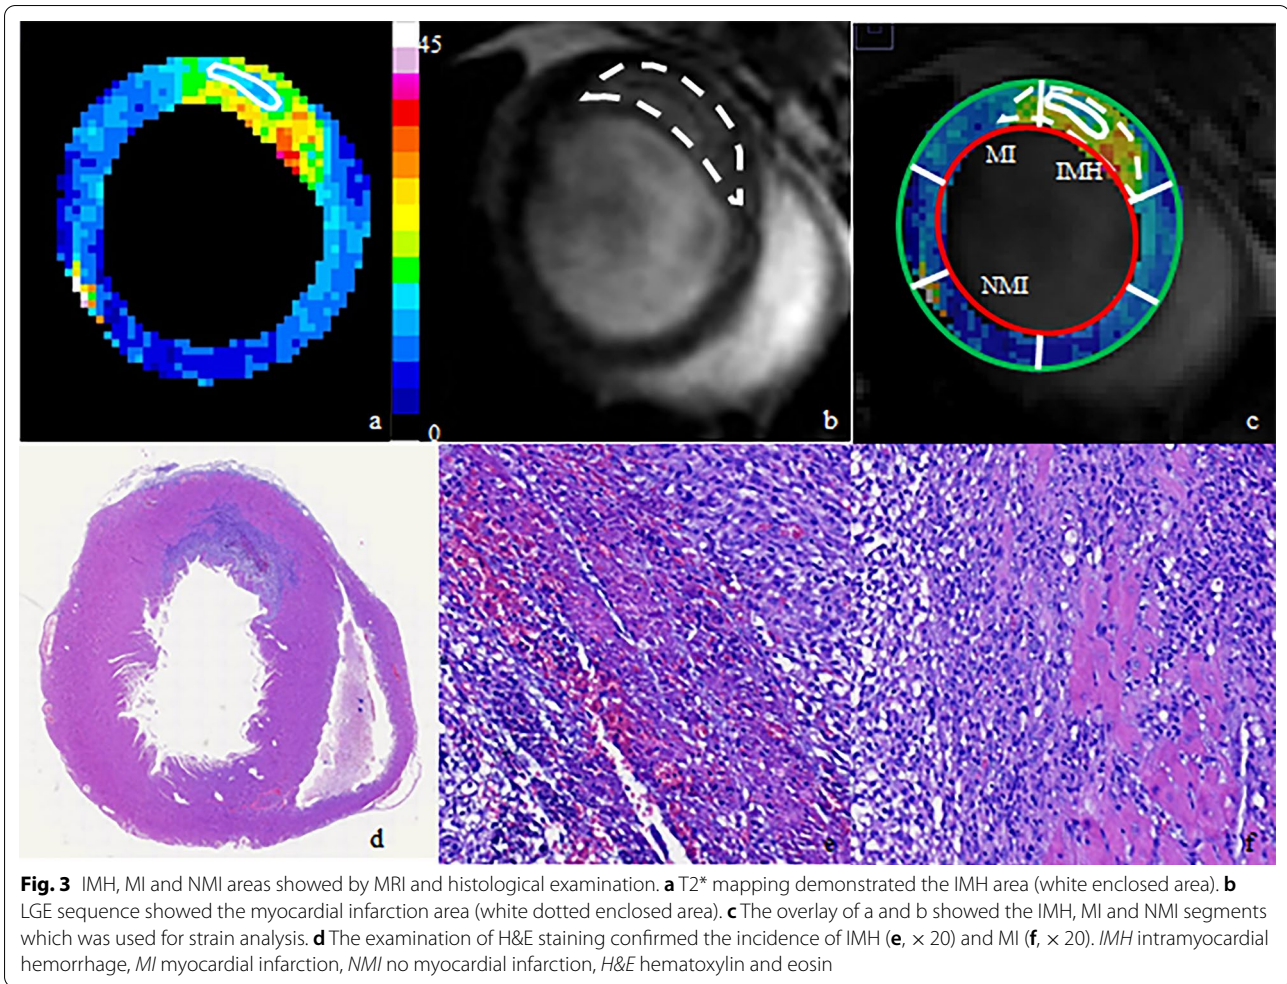 45
0
a
b
MI
IMH
NMI
c
d
e
f
Fig. 3 IMH, MI and NMI areas showed by MRI and histological examination. a T2* mapping demonstrated the IMH area (white enclosed area). b
LGE sequence showed the myocardial infarction area (white dotted enclosed area). c The overlay of a and b showed the IMH, MI and NMI segments
which was used for strain analysis. d The examination of H&E staining confirmed the incidence of IMH (e, × 20) and MI (f, × 20). IMH intramyocardial
hemorrhage, MI myocardial infarction, NMI no myocardial infarction, H&E hematoxylin and eosin